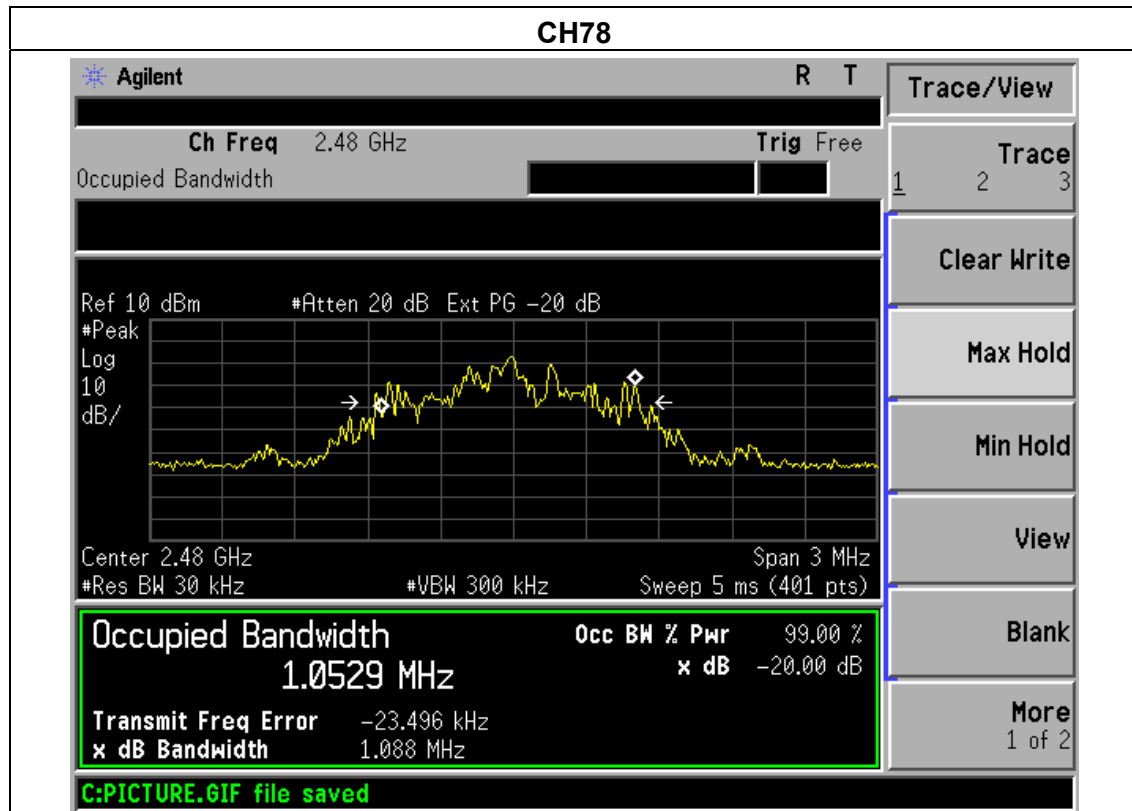 CH78
Agilent R T
Trace/View
Ch Freq 2.48 GHz Trig Free
Occupied Bandwidth
Trace
1 2 3
Clear Write
Max Hold
Min Hold
View
Blank
More
1 of 2
Ref 10 dBm #Atten 20 dB Ext PG -20 dB
#Peak
Log
10
dB/
Center 2.48 GHz Span 3 MHz
#Res BW 30 kHz #VBW 300 kHz Sweep 5 ms (401 pts)
Occupied Bandwidth Occ BW % Pwr 99.00 %
1.0529 MHz x dB -20.00 dB
Transmit Freq Error -23.496 kHz
x dB Bandwidth 1.088 MHz
C:PICTURE.GIF file saved